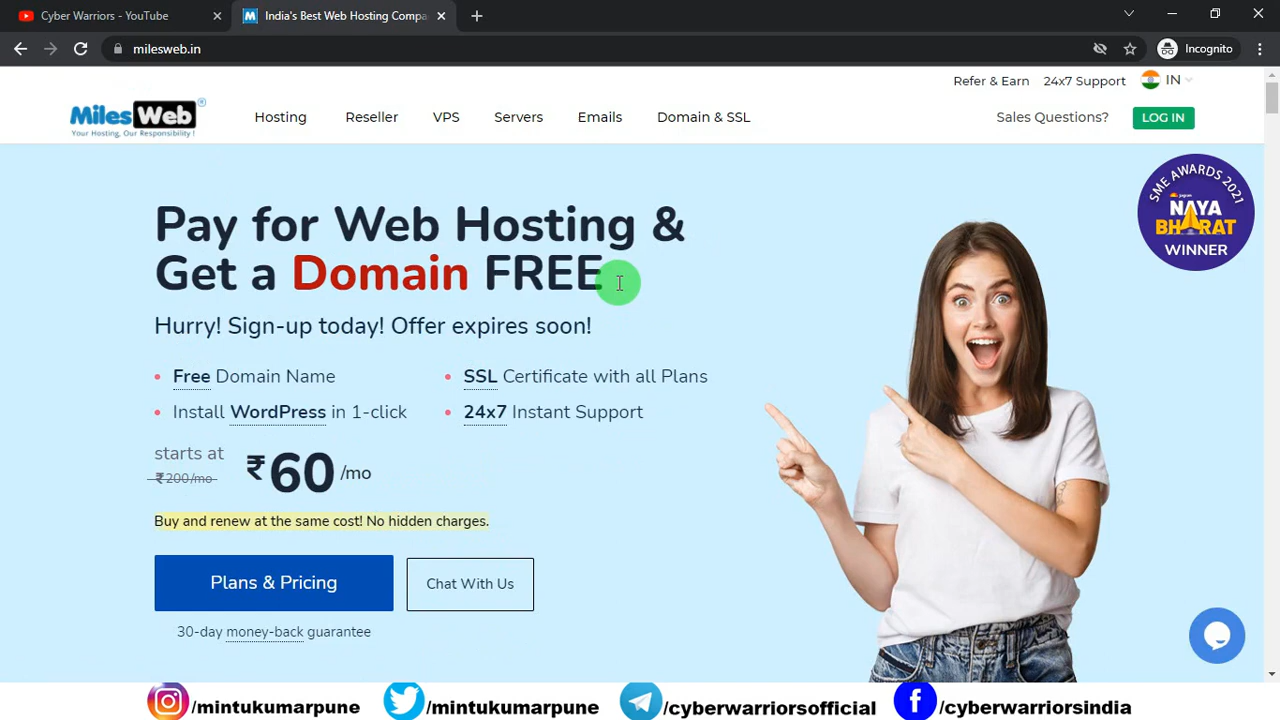 Cyber Warriors - YouTube
India's Best Web Hosting Compa
milesweb.in
Incognito
Refer & Earn
24x7 Support
IN
MilesWeb®
Your Hosting, Our Responsibility!
Hosting
Reseller
VPS
Servers
Emails
Domain & SSL
Sales Questions?
LOG IN
Pay for Web Hosting &
Get a Domain FREE
Hurry! Sign-up today! Offer expires soon!
Free Domain Name
SSL Certificate with all Plans
Install WordPress in 1-click
24x7 Instant Support
starts at
₹200/mo
₹60 /mo
Buy and renew at the same cost! No hidden charges.
Plans & Pricing
Chat With Us
30-day money-back guarantee
SME AWARDS 2021
NAYA
BHARAT
WINNER
/mintukumarpune
/mintukumarpune
/cyberwarriorsofficial
/cyberwarriorsindia